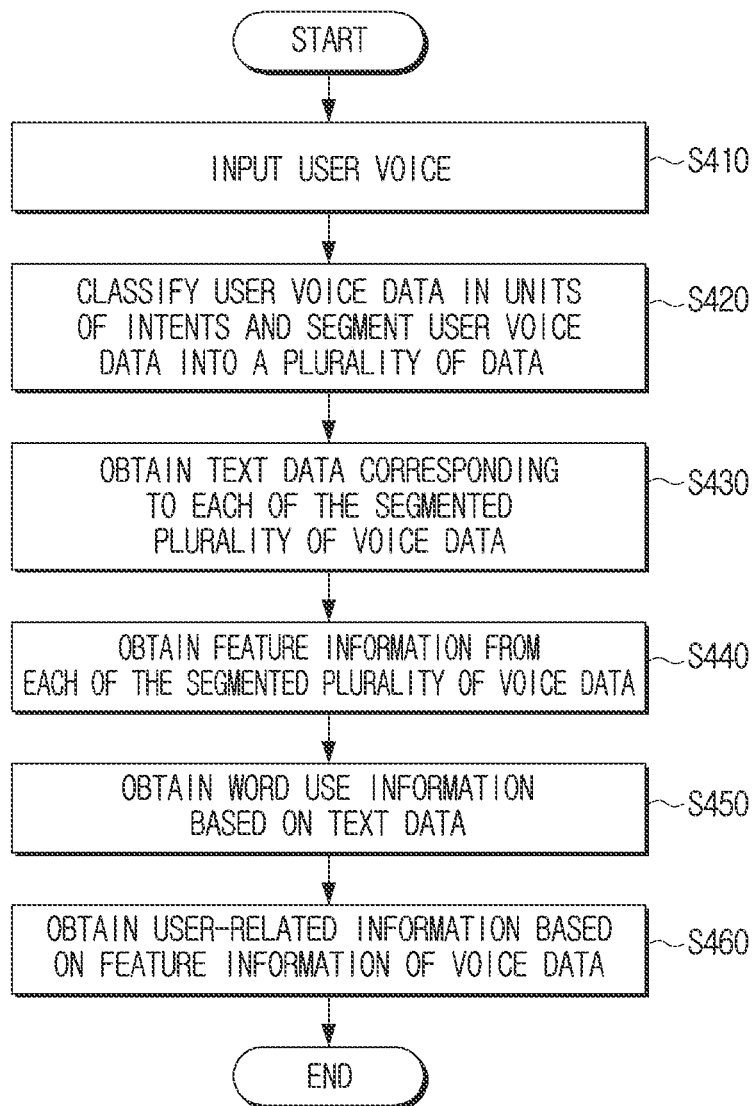 START
INPUT USER VOICE
S410
CLASSIFY USER VOICE DATA IN UNITS
OF INTENTS AND SEGMENT USER VOICE
DATA INTO A PLURALITY OF DATA
S420
OBTAIN TEXT DATA CORRESPONDING
TO EACH OF THE SEGMENTED
PLURALITY OF VOICE DATA
S430
OBTAIN FEATURE INFORMATION FROM
EACH OF THE SEGMENTED PLURALITY OF VOICE DATA
S440
OBTAIN WORD USE INFORMATION
BASED ON TEXT DATA
S450
OBTAIN USER-RELATED INFORMATION BASED
ON FEATURE INFORMATION OF VOICE DATA
S460
END